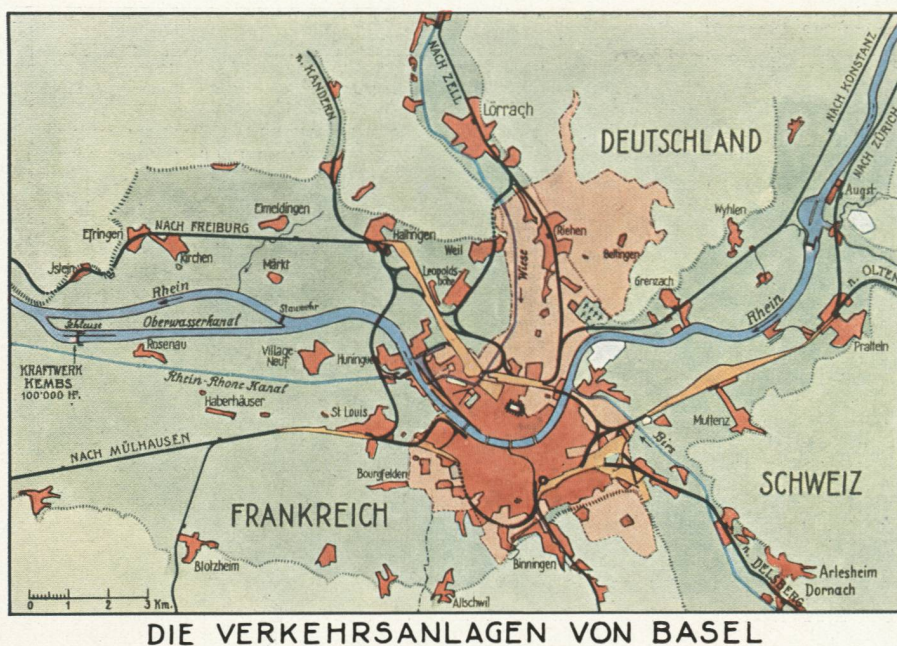 n. KANDERN
NACH ZELL
Lörrach
DEUTSCHLAND
NACH KONSTANZ
NACH ZÜRICH
Augst
Wyhlen
Efringen
NACH FREIBURG
Eimeldingen
Kirchen
Haltingen
Weil
Riehen
Bettingen
Jstein
Märkt
Leopolds-
höhe
Wiese
Grenzach
n. OLTEN
Rhein
Stauwehr
Rhein
Schleuse
Oberwasserkanal
Rosenau
Village
Neuf
Huningue
Pratteln
KRAFTWERK
KEMBS
100'000 HP.
Rhein-Rhone Kanal
Haberhäuser
St Louis
Muttenz
Birs
NACH MÜLHAUSEN
Bourgfelden
SCHWEIZ
FRANKREICH
Blotzheim
Binningen
n. DELSBERG
Arlesheim
Dornach
Allschwil
0 1 2 3 Km.
DIE VERKEHRSANLAGEN VON BASEL